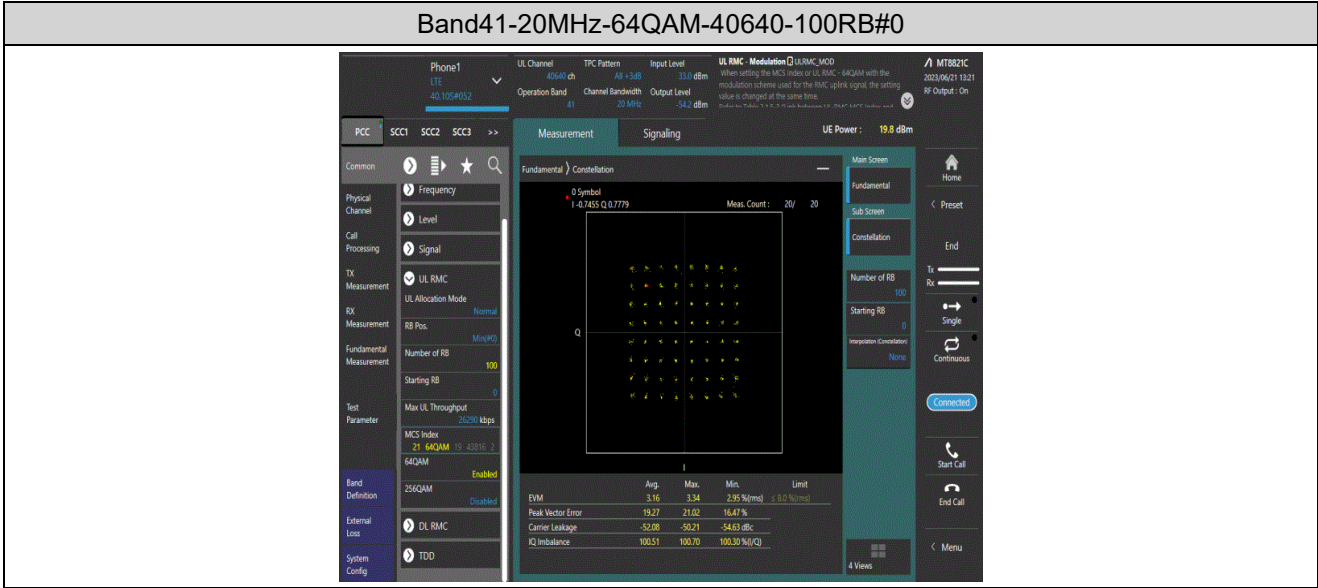 Band41-20MHz-64QAM-40640-100RB#0
Phone1
LTE
40.105#052
UL Channel
40640 ch
TPC Pattern
All +3dB
Input Level
33.0 dBm
Operation Band
41
Channel Bandwidth
20 MHz
Output Level
-54.2 dBm
UL RMC - Modulation ULRMC_MOD
When setting the MCS index or UL RMC -
64QAM with the
modulation scheme used for the RMC uplink signal, the setting
value is changed at the same time.
MT8821C
2023/06/21 13:21
RF Output : On
PCC SCC1 SCC2 SCC3 >>
Measurement Signaling
UE Power : 19.8 dBm
Common
Physical
Channel
Call
Processing
TX
Measurement
RX
Measurement
Fundamental
Measurement
Test
Parameter
Band
Definition
External
Loss
System
Config
Frequency
Level
Signal
UL RMC
UL Allocation Mode
Normal
RB Pos.
Min(#0)
Number of RB
100
Starting RB
0
Max UL Throughput
26290 kbps
MCS Index
21 64QAM 19 43816 2
64QAM
Enabled
256QAM
Disabled
DL RMC
TDD
Fundamental Constellation
0 Symbol
I -0.7455 Q 0.7779
Meas. Count : 20/ 20
Q
I
Avg. Max. Min. Limit
EVM 3.16 3.34 2.95 %(rms) ≤ 8.0 %(rms)
Peak Vector Error 19.27 21.02 16.47 %
Carrier Leakage -52.08 -50.21 -54.63 dBc
IQ Imbalance 100.51 100.70 100.30 %(I/Q)
Main Screen
Fundamental
Sub Screen
Constellation
Number of RB
100
Starting RB
0
Interpolation (Constellation)
None
4 Views
Home
< Preset
End
Tx
Rx
Single
Continuous
Connected
Start Call
End Call
< Menu